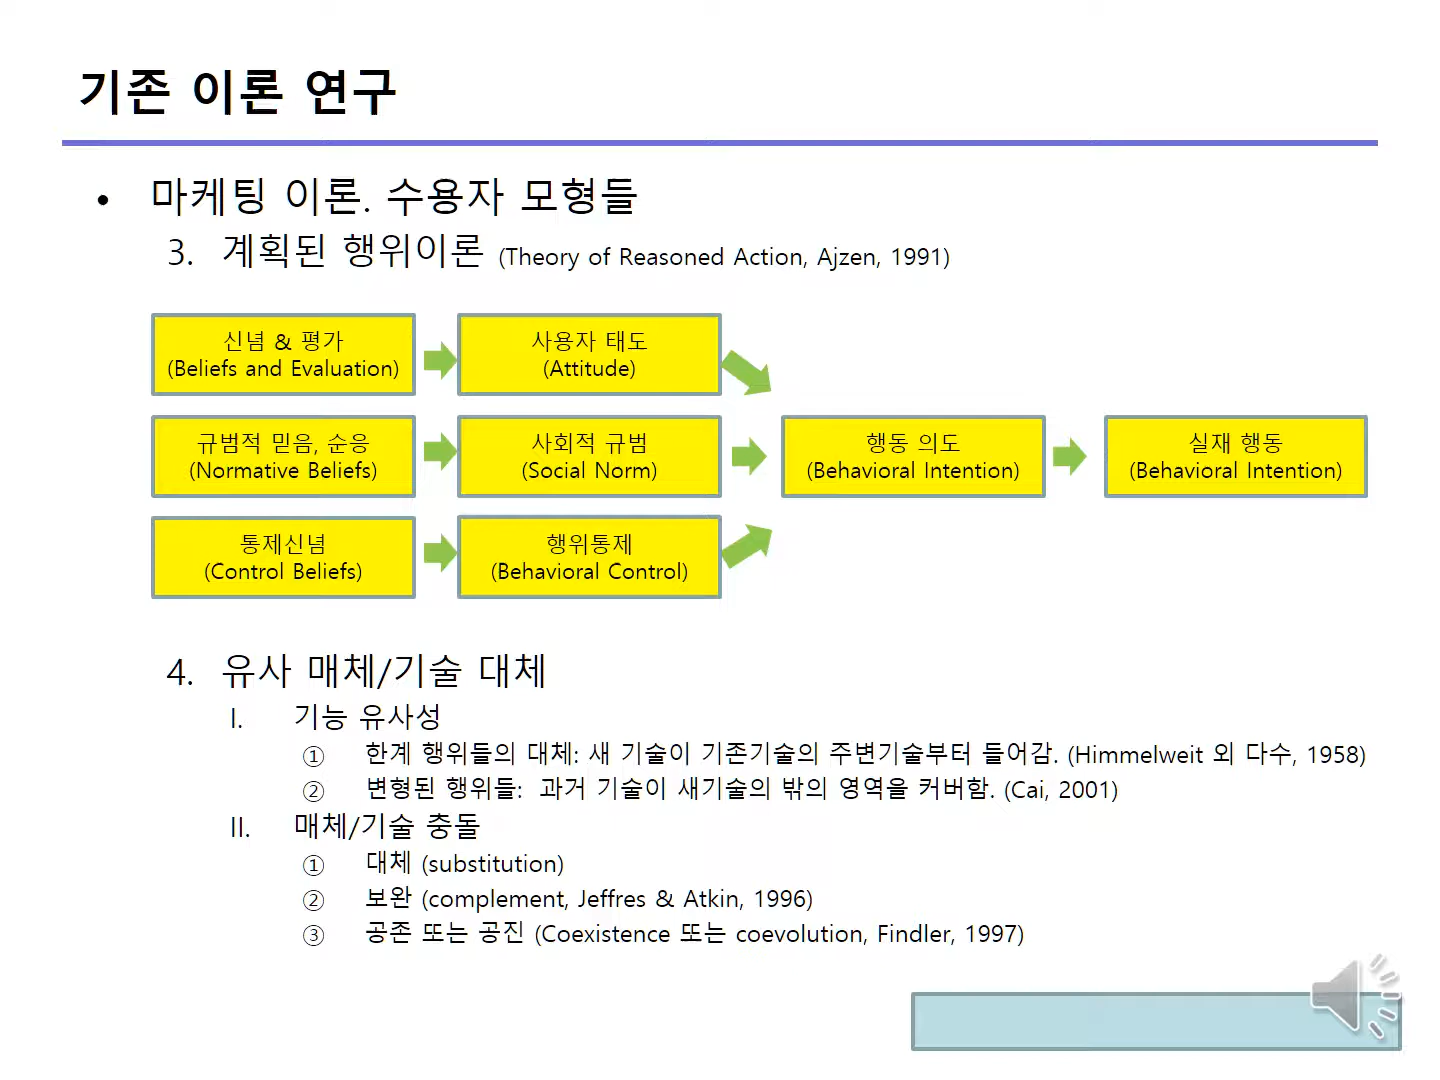 기존 이론 연구
• 마케팅 이론. 수용자 모형들
3. 계획된 행위이론 (Theory of Reasoned Action, Ajzen, 1991)
신념 & 평가
(Beliefs and Evaluation)
사용자 태도
(Attitude)
규범적 믿음, 순응
(Normative Beliefs)
사회적 규범
(Social Norm)
행동 의도
(Behavioral Intention)
실재 행동
(Behavioral Intention)
통제신념
(Control Beliefs)
행위통제
(Behavioral Control)
4. 유사 매체/기술 대체
I. 기능 유사성
① 한계 행위들의 대체: 새 기술이 기존기술의 주변기술부터 들어감. (Himmelweit 외 다수, 1958)
② 변형된 행위들: 과거 기술이 새기술의 밖의 영역을 커버함. (Cai, 2001)
II. 매체/기술 충돌
① 대체 (substitution)
② 보완 (complement, Jeffres & Atkin, 1996)
③ 공존 또는 공진 (Coexistence 또는 coevolution, Findler, 1997)